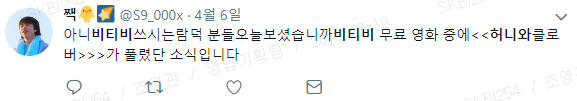 짹🐥🌠 @S9_000x · 4월 6일
아니비티비쓰시는람덕 분들오늘보셨습니까비티비 무료 영화 중에<<허니와클로
버>>>가 풀렸단 소식입니다